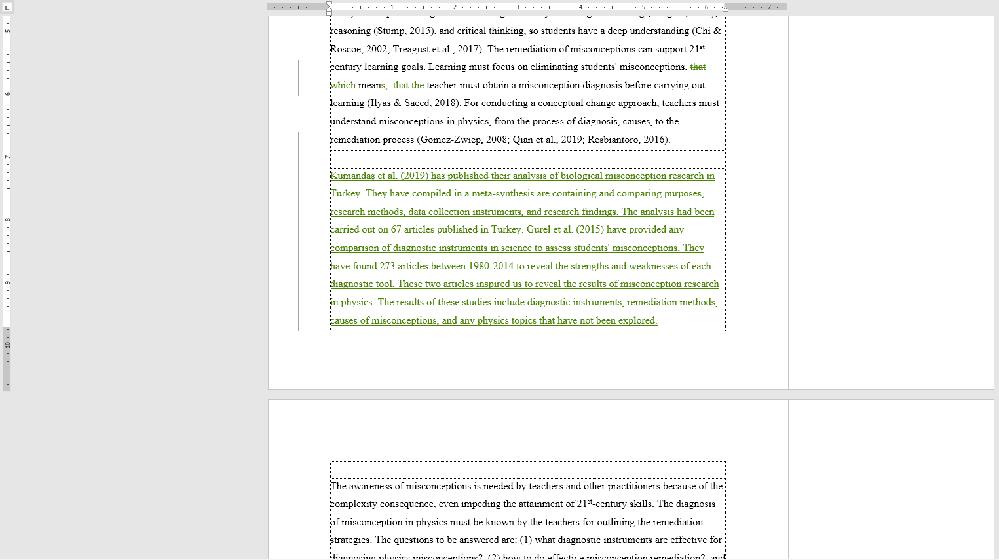 1 2 3 4 5 6 7
reasoning (Stump, 2015), and critical thinking, so students have a deep understanding (Chi &
Roscoe, 2002; Treagust et al., 2017). The remediation of misconceptions can support 21st-
century learning goals. Learning must focus on eliminating students' misconceptions, that
which means, that the teacher must obtain a misconception diagnosis before carrying out
learning (Ilyas & Saeed, 2018). For conducting a conceptual change approach, teachers must
understand misconceptions in physics, from the process of diagnosis, causes, to the
remediation process (Gomez-Zwiep, 2008; Qian et al., 2019; Resbiantoro, 2016).
Kumandaş et al. (2019) has published their analysis of biological misconception research in
Turkey. They have compiled in a meta-synthesis are containing and comparing purposes,
research methods, data collection instruments, and research findings. The analysis had been
carried out on 67 articles published in Turkey. Gurel et al. (2015) have provided any
comparison of diagnostic instruments in science to assess students' misconceptions. They
have found 273 articles between 1980-2014 to reveal the strengths and weaknesses of each
diagnostic tool. These two articles inspired us to reveal the results of misconception research
in physics. The results of these studies include diagnostic instruments, remediation methods,
causes of misconceptions, and any physics topics that have not been explored.
The awareness of misconceptions is needed by teachers and other practitioners because of the
complexity consequence, even impeding the attainment of 21st-century skills. The diagnosis
of misconception in physics must be known by the teachers for outlining the remediation
strategies. The questions to be answered are: (1) what diagnostic instruments are effective for
diagnosing physics misconceptions?, (2) how to do effective misconception remediation?, and
5
6
7
8
9
10